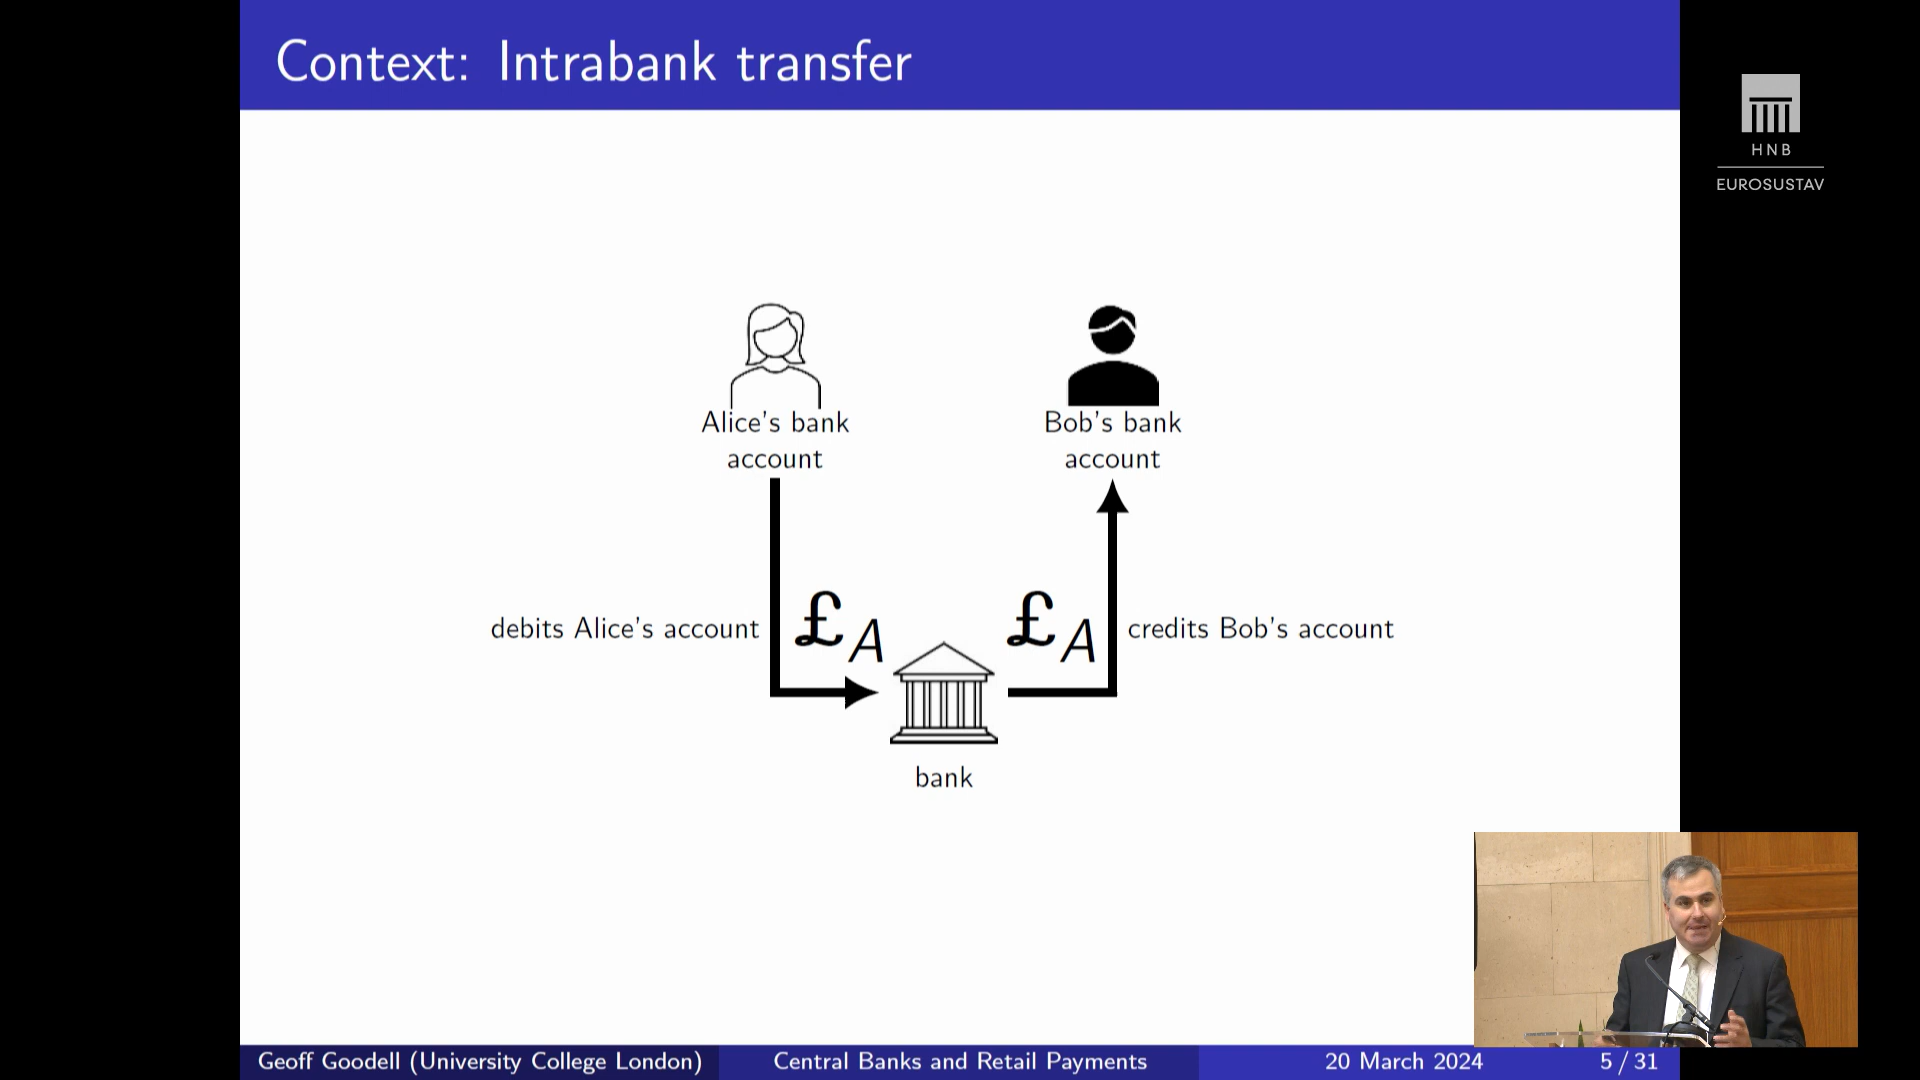 Context: Intrabank transfer
HNB
EUROSUSTAV
Alice's bank
account
Bob's bank
account
debits Alice's account
£A
£A
credits Bob's account
bank
Geoff Goodell (University College London)
Central Banks and Retail Payments
20 March 2024
5 / 31